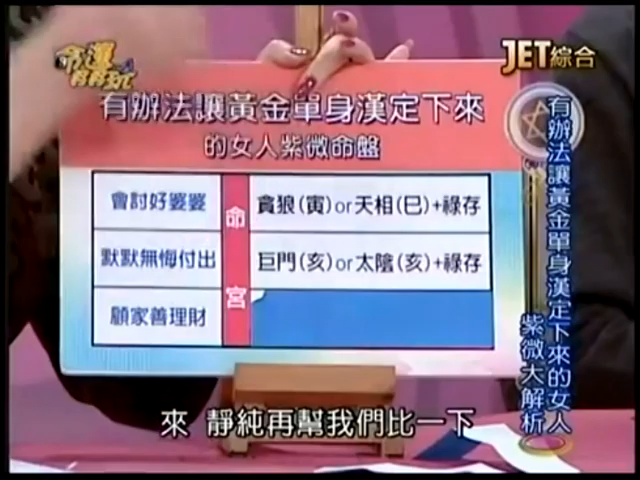 命運好好玩
JET綜合
有辦法讓黃金單身漢定下來
的女人紫微命盤
會討好婆婆
命宮
貪狼(寅)or天相(巳)+祿存
默默無悔付出
巨門(亥)or太陰(亥)+祿存
顧家善理財
有辦法讓黃金單身漢定下來的女人
紫微大解析
來 靜純再幫我們比一下